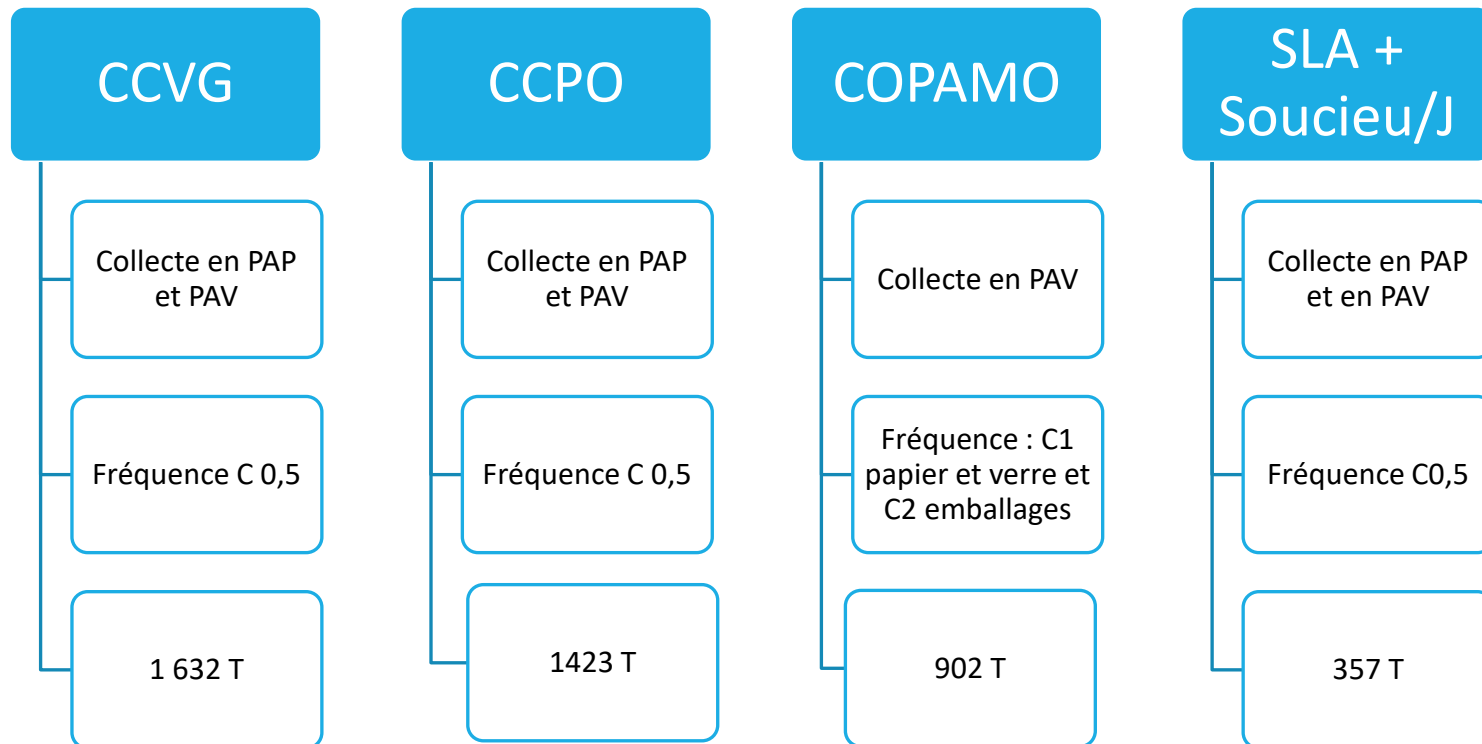 CCVG
Collecte en PAP
et PAV
Fréquence C 0,5
1 632 T
CCPO
Collecte en PAP
et PAV
Fréquence C 0,5
1423 T
COPAMO
Collecte en PAV
Fréquence : C1
papier et verre et
C2 emballages
902 T
SLA +
Soucieu/J
Collecte en PAP
et en PAV
Fréquence C0,5
357 T